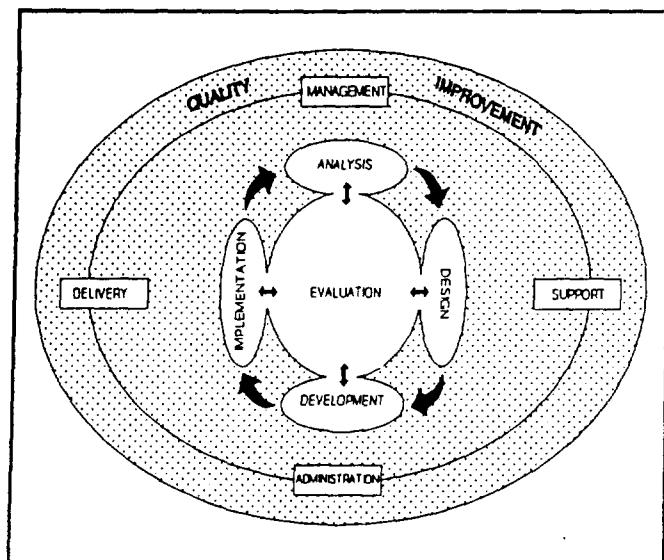 QUALITY
IMPROVEMENT
MANAGEMENT
ANALYSIS
DELIVERY
IMPLEMENTATION
EVALUATION
DESIGN
SUPPORT
DEVELOPMENT
ADMINISTRATION